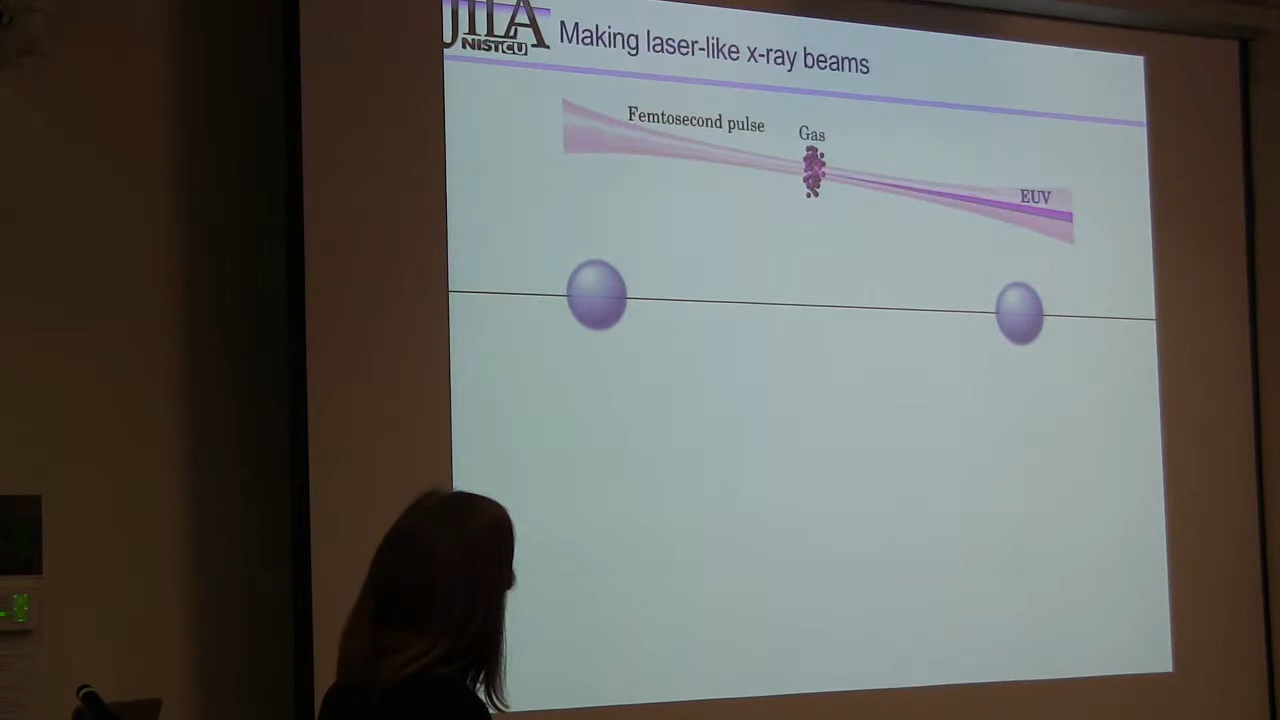 JILA
NIST CU
Making laser-like x-ray beams
Femtosecond pulse
Gas
EUV